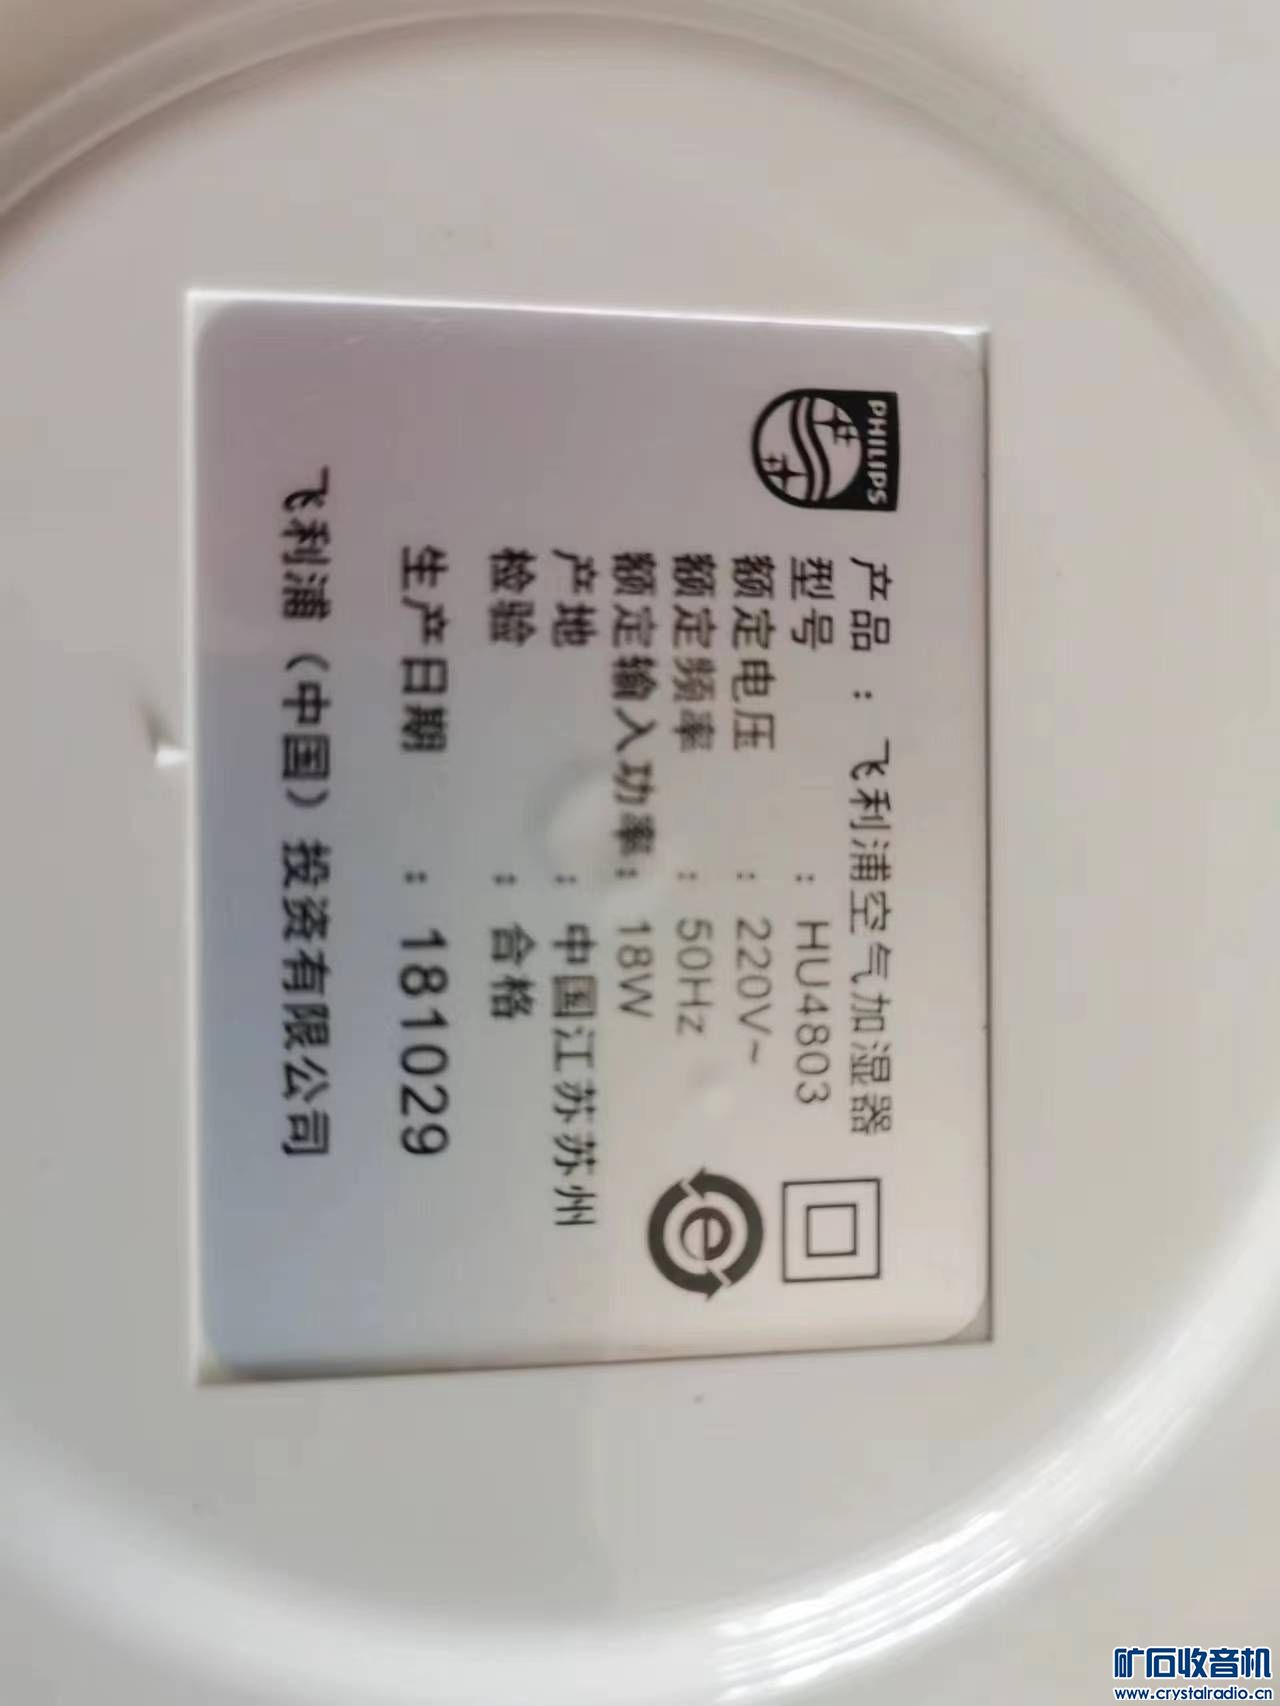 PHILIPS
产品 : 飞利浦空气加湿器
型号 : HU4803
额定电压 : 220V~
额定频率 : 50Hz
额定输入功率 : 18W
产地 : 中国江苏苏州
检验 : 合格
生产日期 : 181029
飞利浦（中国）投资有限公司
e
矿石收音机
www.crystalradio.cn